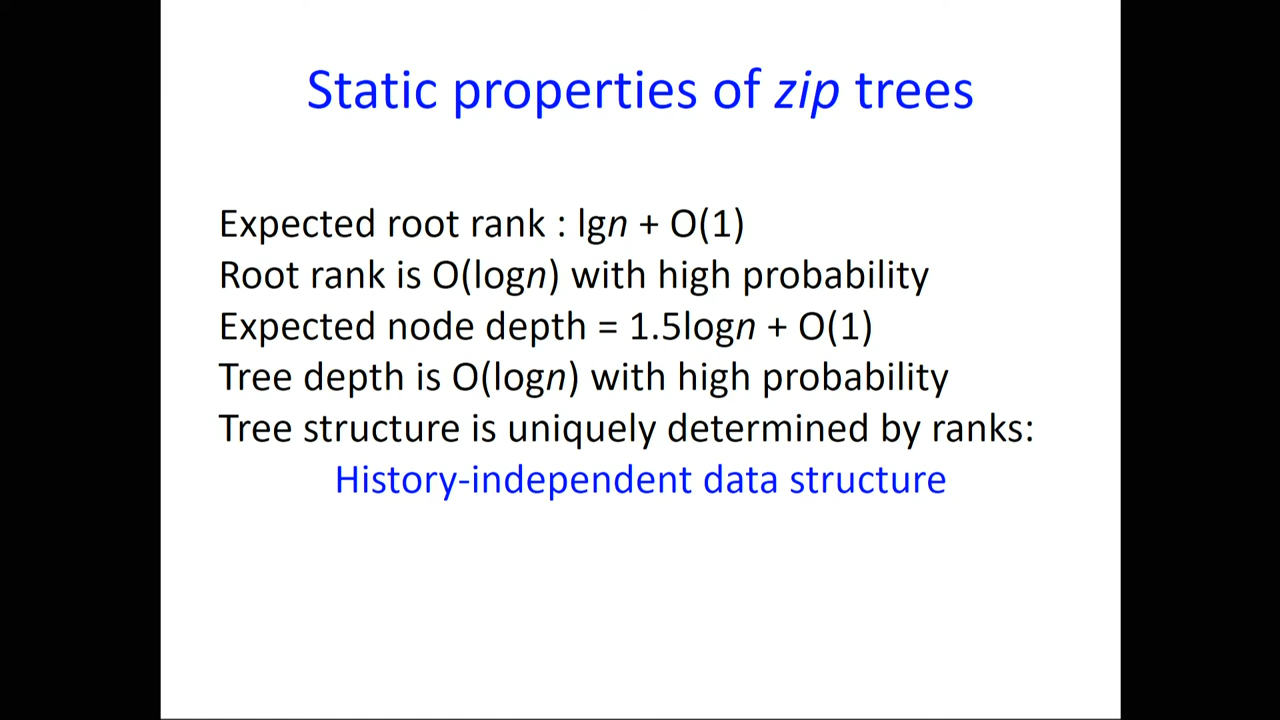 Static properties of zip trees
Expected root rank : lgn + O(1)
Root rank is O(logn) with high probability
Expected node depth = 1.5logn + O(1)
Tree depth is O(logn) with high probability
Tree structure is uniquely determined by ranks:
History-independent data structure